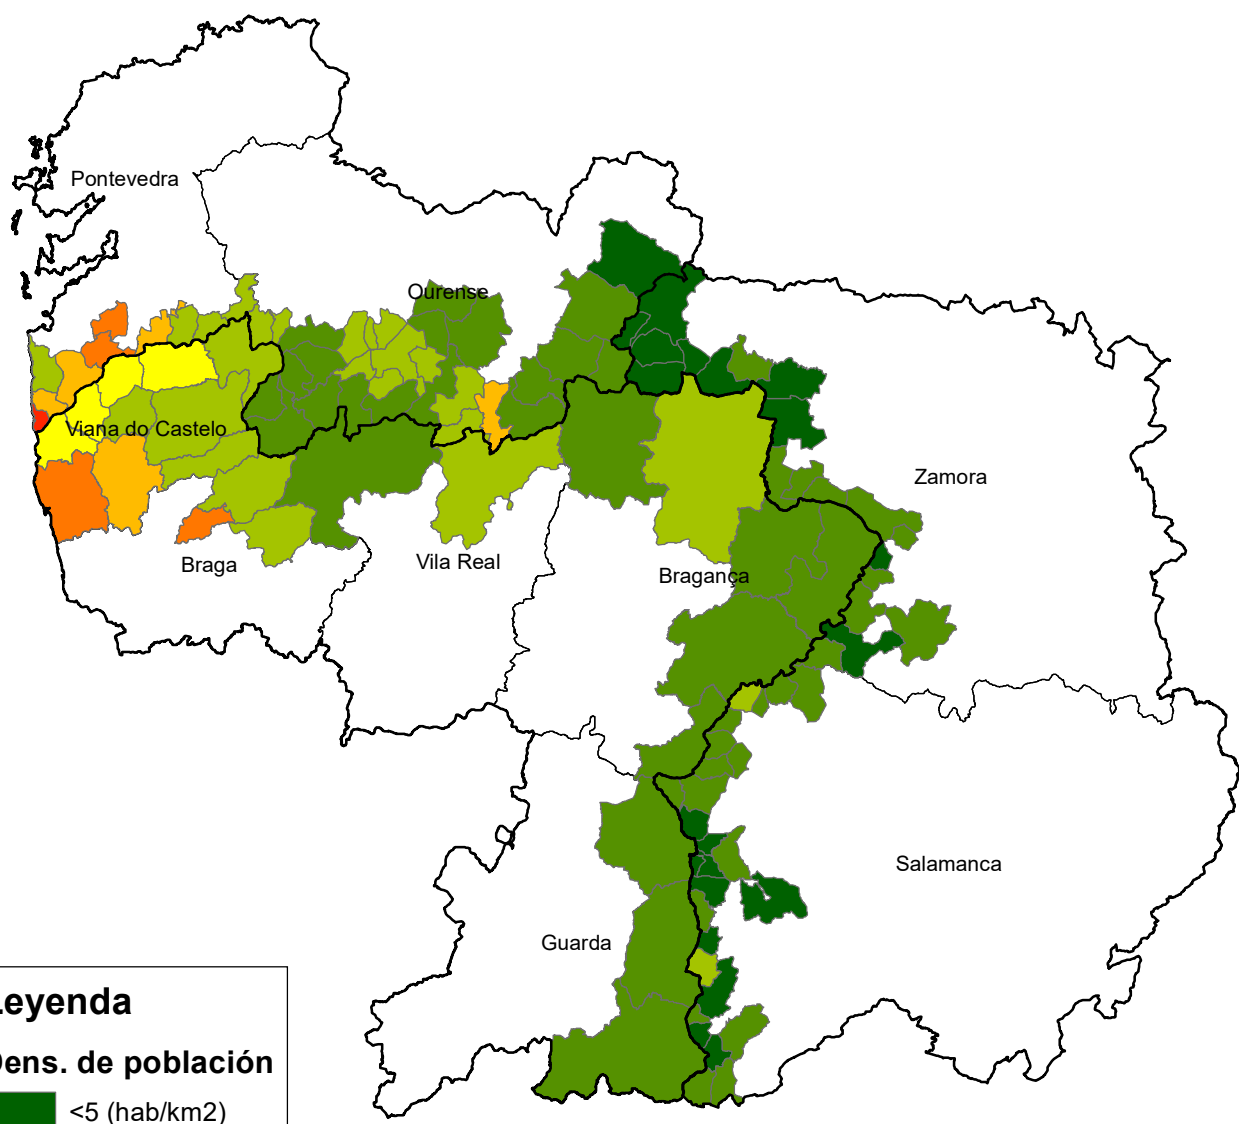 Pontevedra
Ourense
Viana do Castelo
Zamora
Braga
Vila Real
Bragança
Salamanca
Guarda
Leyenda
Dens. de población
<5 (hab/km2)